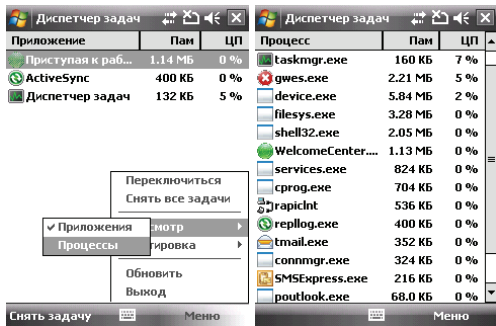 Диспетчер задач
Приложение Пам ЦП
Приступая к раб... 1.14 МБ 0 %
ActiveSync 400 КБ 0 %
Диспетчер задач 132 КБ 5 %
Переключиться
Снять все задачи
смотр
Приложения
Процессы
тировка
Обновить
Выход
Снять задачу Меню
Диспетчер задач
Процесс Пам ЦП
taskmgr.exe 160 КБ 7 %
gwes.exe 2.21 МБ 5 %
device.exe 5.84 МБ 2 %
filesys.exe 3.28 МБ 0 %
shell32.exe 2.05 МБ 0 %
WelcomeCenter.... 1.13 МБ 0 %
services.exe 824 КБ 0 %
cprog.exe 704 КБ 0 %
rapiclnt 536 КБ 0 %
repllog.exe 400 КБ 0 %
tmail.exe 352 КБ 0 %
connmgr.exe 324 КБ 0 %
SMSExpress.exe 216 КБ 0 %
poutlook.exe 68.0 КБ 0 %
Меню